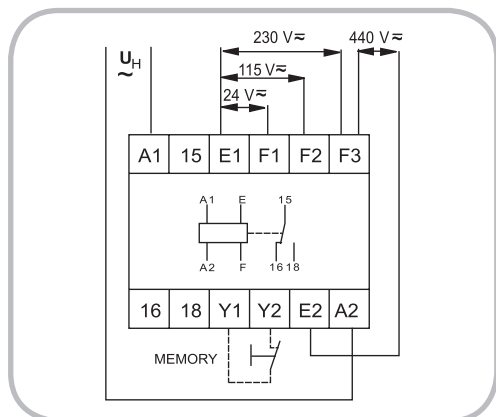 230 V≂ 440 V≂
U_H
~
115 V≂
24 V≂
A1 15 E1 F1 F2 F3
A1 E 15
A2 F 16 18
16 18 Y1 Y2 E2 A2
MEMORY